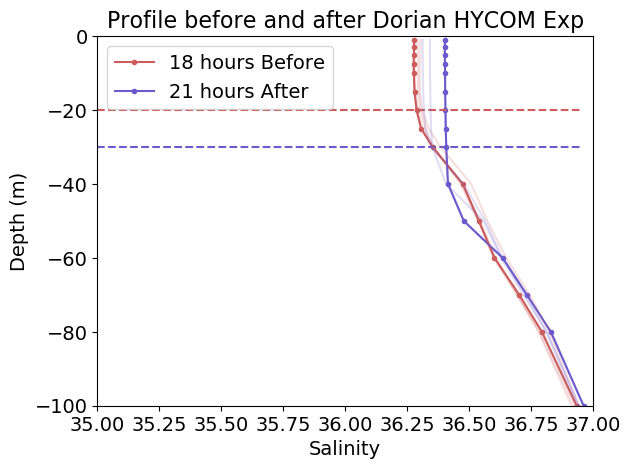 Profile before and after Dorian HYCOM Exp
18 hours Before
21 hours After
0
−20
−40
−60
−80
−100
Depth (m)
35.00 35.25 35.50 35.75 36.00 36.25 36.50 36.75 37.00
Salinity